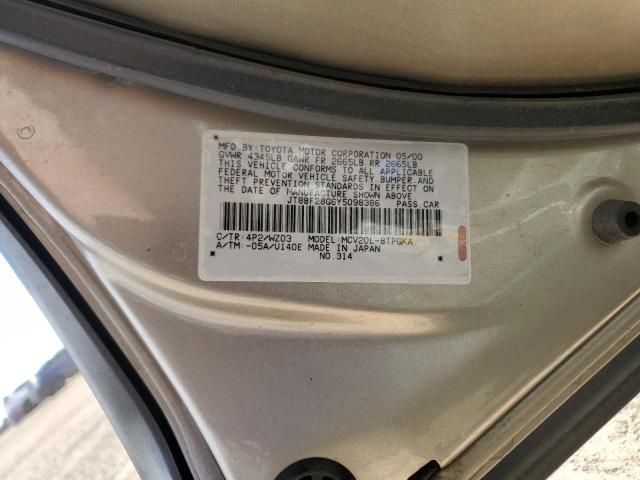 MFD. BY: TOYOTA MOTOR CORPORATION 05/00
GVWR 4345LB GAWR FR 2665LB RR 2665LB
THIS VEHICLE CONFORMS TO ALL APPLICABLE
FEDERAL MOTOR VEHICLE SAFETY BUMPER, AND
THEFT PREVENTION STANDARDS IN EFFECT ON
THE DATE OF MANUFACTURE SHOWN ABOVE.
JT8BF28G6Y5098386 PASS.CAR
C/TR: 4P2/WZ03 MODEL: MCV20L-BTPGKA
A/TM: -05A/U140E MADE IN JAPAN
NO.314